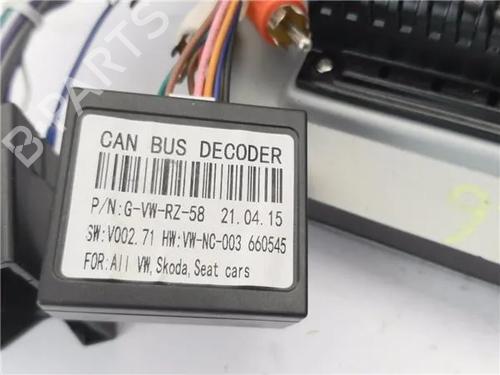 CAN BUS DECODER
P/N:G-VW-RZ-58 21.04.15
SW:V002.71 HW:VW-NC-003 660545
FOR:All VW,Skoda,Seat cars
B-PARTS